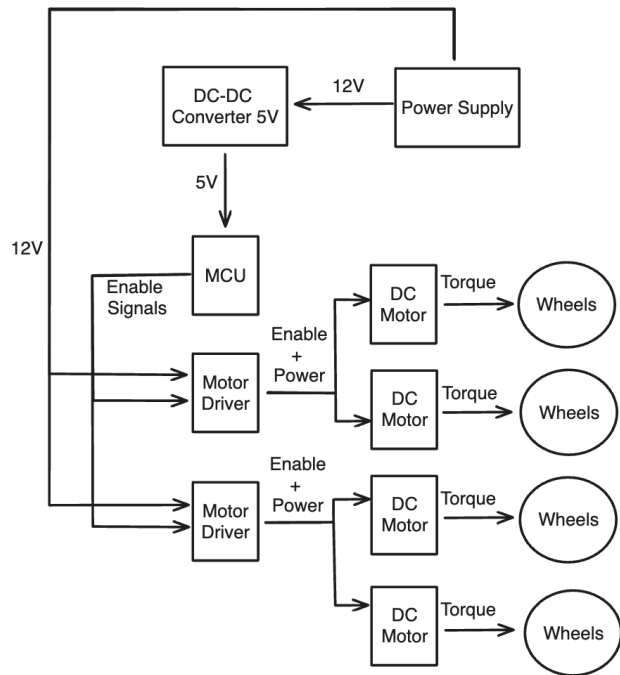 12V
DC-DC
Converter 5V
Power Supply
5V
12V
MCU
Enable
Signals
DC
Motor
Torque
Wheels
Enable
+
Power
Motor
Driver
DC
Motor
Torque
Wheels
Enable
+
Power
Motor
Driver
DC
Motor
Torque
Wheels
DC
Motor
Torque
Wheels